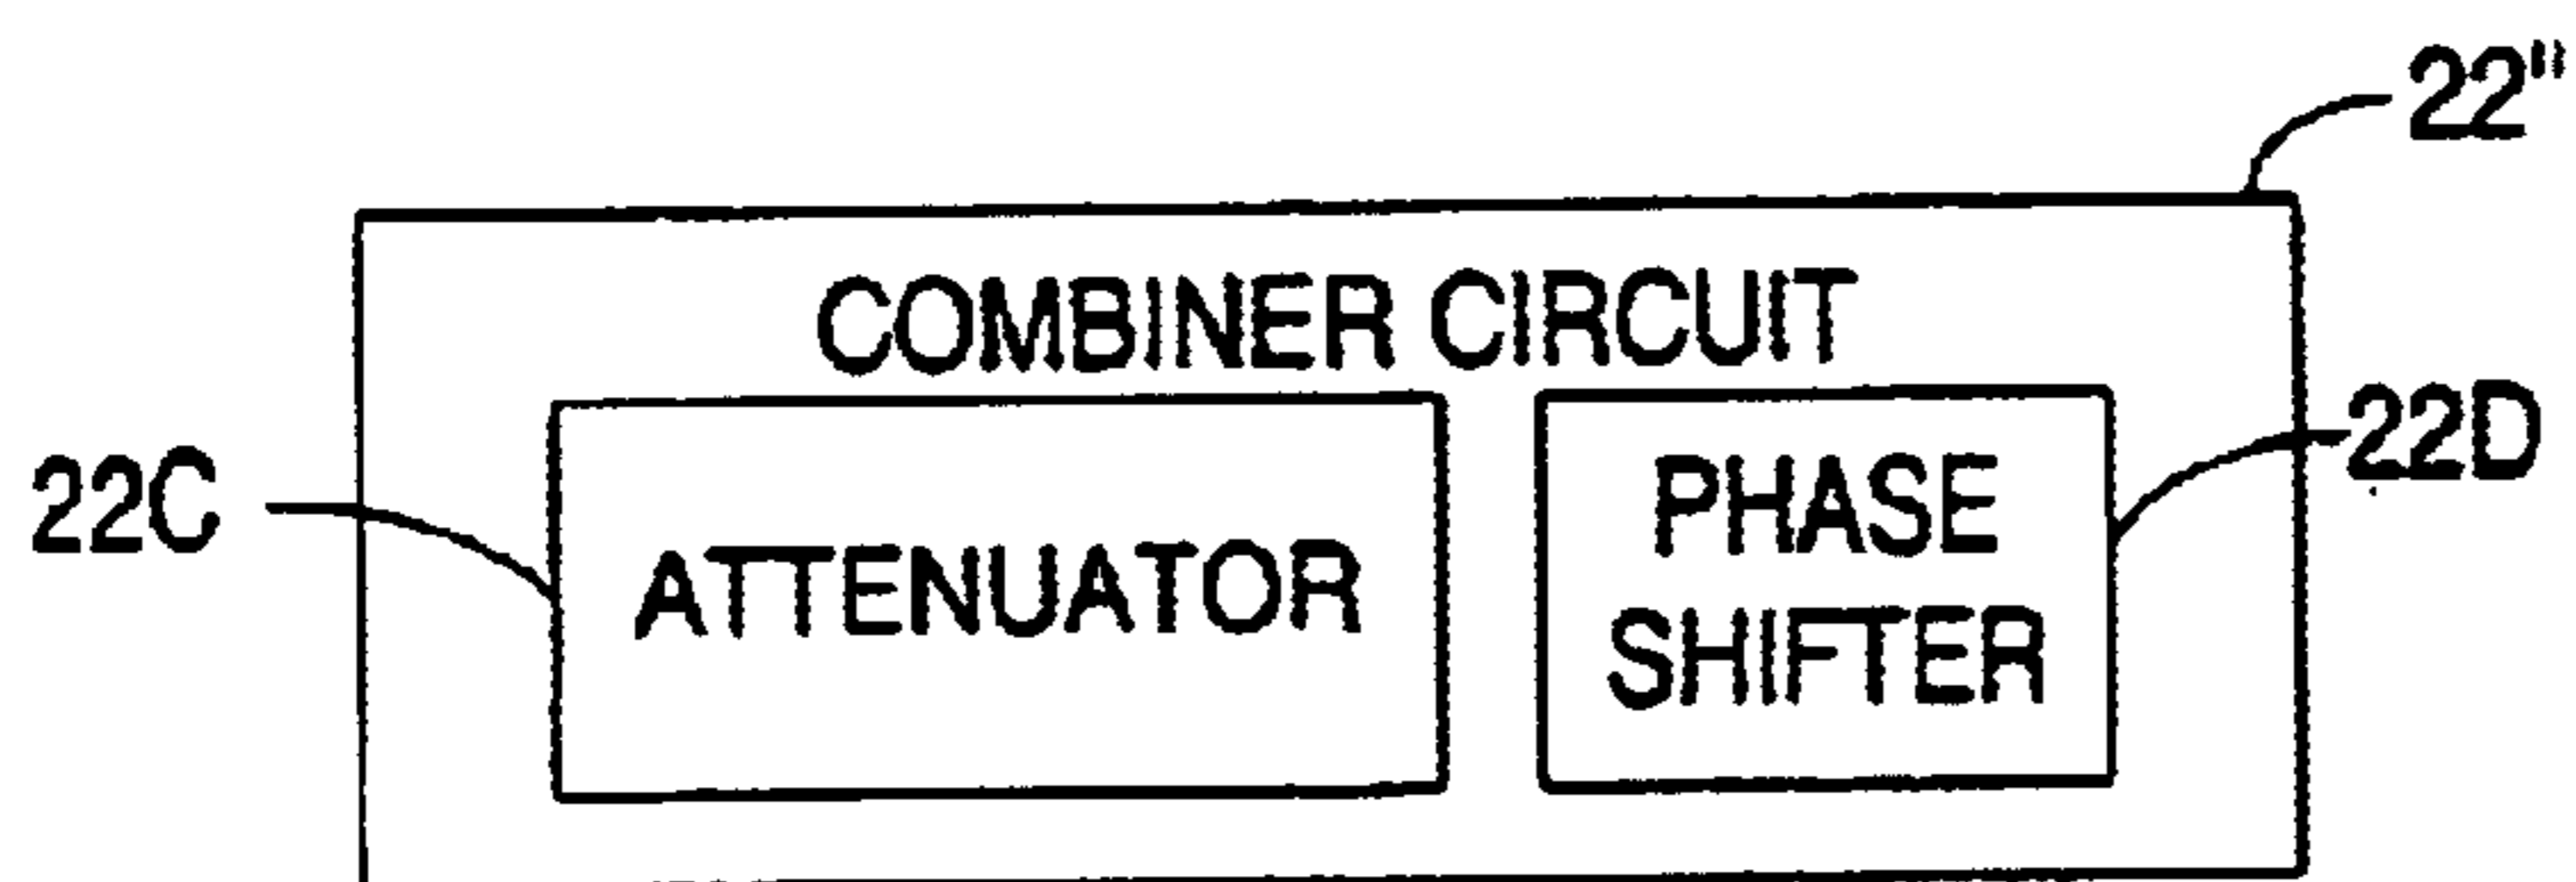 22"
COMBINER CIRCUIT
22C
ATTENUATOR
PHASE
SHIFTER
22D